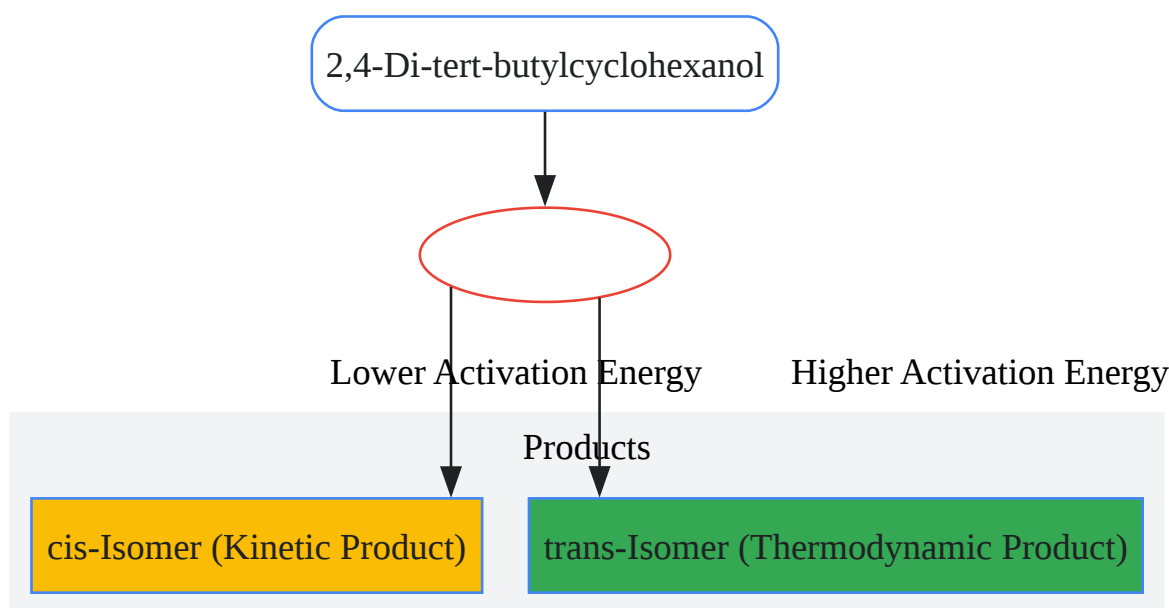 2,4-Di-tert-butylcyclohexanol
Lower Activation Energy
Higher Activation Energy
Products
cis-Isomer (Kinetic Product)
trans-Isomer (Thermodynamic Product)